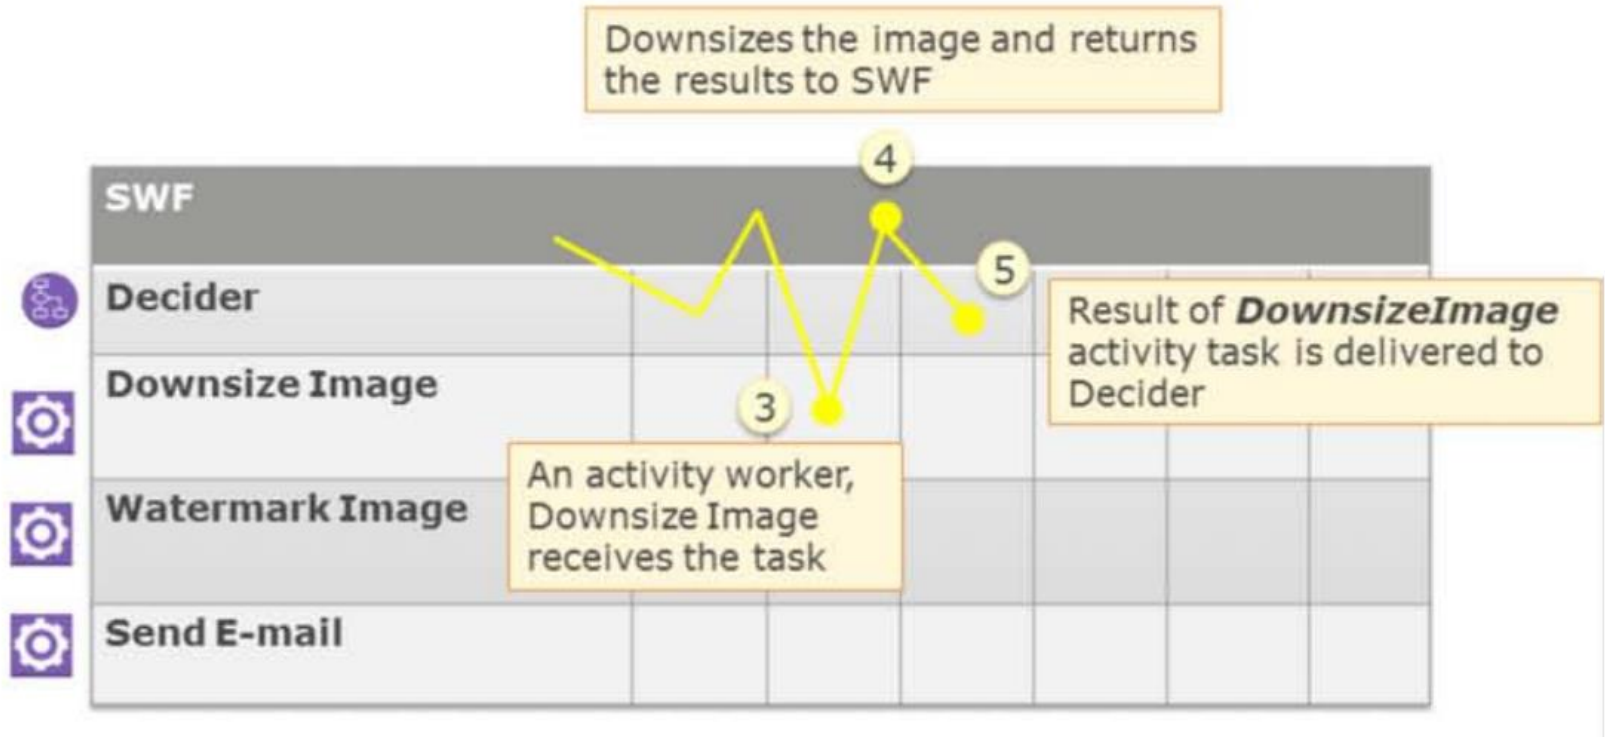 Downsizes the image and returns
the results to SWF
4
SWF
5
Decider
Result of DownsizeImage
activity task is delivered to
Decider
Downsize Image
3
An activity worker,
Downsize Image
receives the task
Watermark Image
Send E-mail